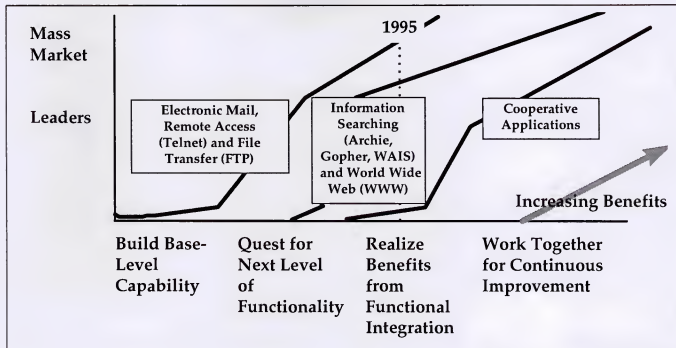 Mass
Market
1995
Leaders
Electronic Mail,
Remote Access
(Telnet) and File
Transfer (FTP)
Information
Searching
(Archie,
Gopher, WAIS)
and World Wide
Web (WWW)
Cooperative
Applications
Increasing Benefits
Build Base-
Level
Capability
Quest for
Next Level
of
Functionality
Realize
Benefits
from
Functional
Integration
Work Together
for Continuous
Improvement